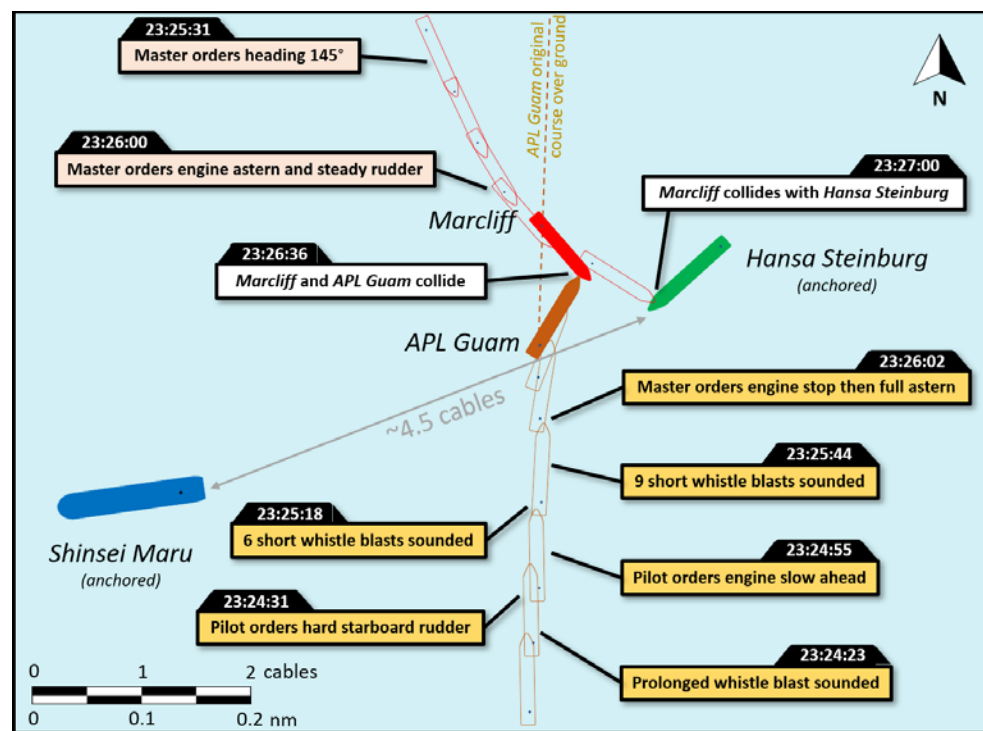 23:25:31
Master orders heading 145°
APL Guam original
course over ground
N
23:26:00
Master orders engine astern and steady rudder
23:27:00
Marcliff collides with Hansa Steinburg
Marcliff
23:26:36
Marcliff and APL Guam collide
Hansa Steinburg
(anchored)
APL Guam
23:26:02
Master orders engine stop then full astern
~4.5 cables
23:25:44
9 short whistle blasts sounded
23:25:18
6 short whistle blasts sounded
Shinsei Maru
(anchored)
23:24:55
Pilot orders engine slow ahead
23:24:31
Pilot orders hard starboard rudder
23:24:23
Prolonged whistle blast sounded
0 1 2 cables
0 0.1 0.2 nm